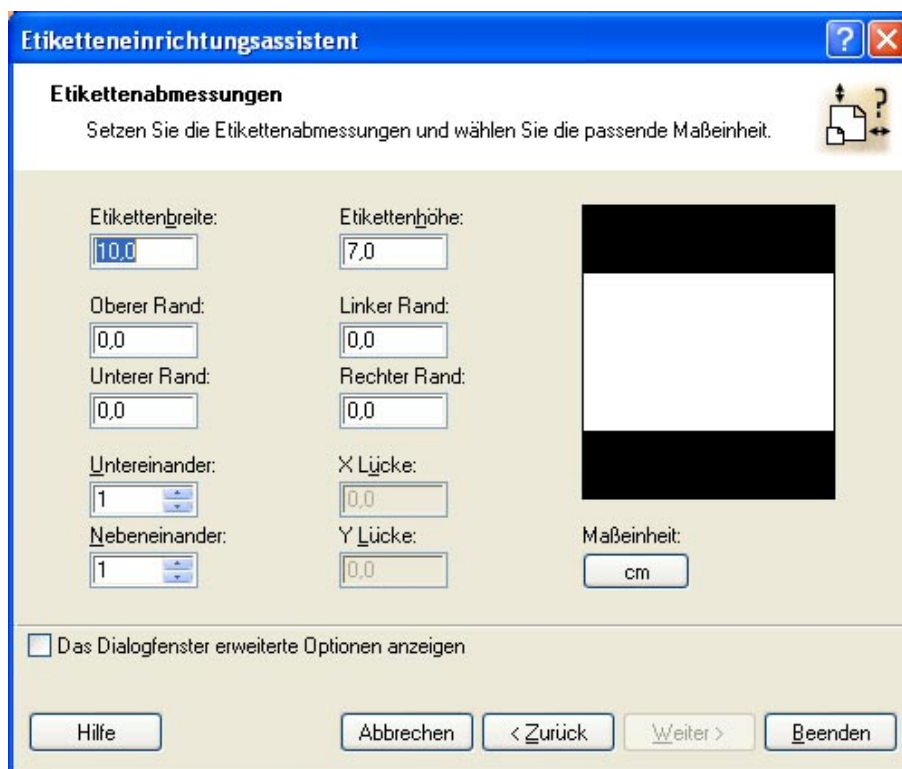 Etiketteneinrichtungsassistent
Etikettenabmessungen
Setzen Sie die Etikettenabmessungen und wählen Sie die passende Maßeinheit.
Etikettenbreite: Etikettenhöhe:
10,0 7,0
Oberer Rand: Linker Rand:
0,0 0,0
Unterer Rand: Rechter Rand:
0,0 0,0
Untereinander: X Lücke:
1 0,0
Nebeneinander: Y Lücke: Maßeinheit:
1 0,0 cm
Das Dialogfenster erweiterte Optionen anzeigen
Hilfe Abbrechen < Zurück Weiter > Beenden